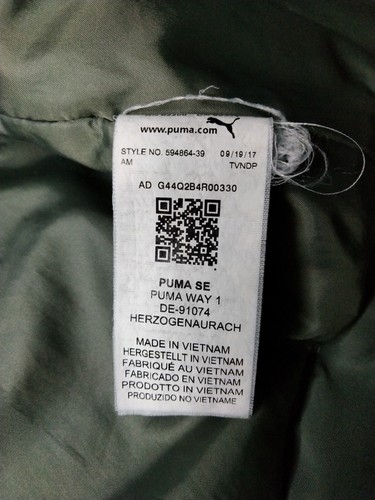 www.puma.com
STYLE NO. 594864-39 09/19/17
AM TVNDP
AD G44Q2B4R00330
PUMA SE
PUMA WAY 1
DE-91074
HERZOGENAURACH
MADE IN VIETNAM
HERGESTELLT IN VIETNAM
FABRIQUÉ AU VIETNAM
FABRICADO EN VIETNAM
PRODOTTO IN VIETNAM
PRODUZIDO NO VIETNAME